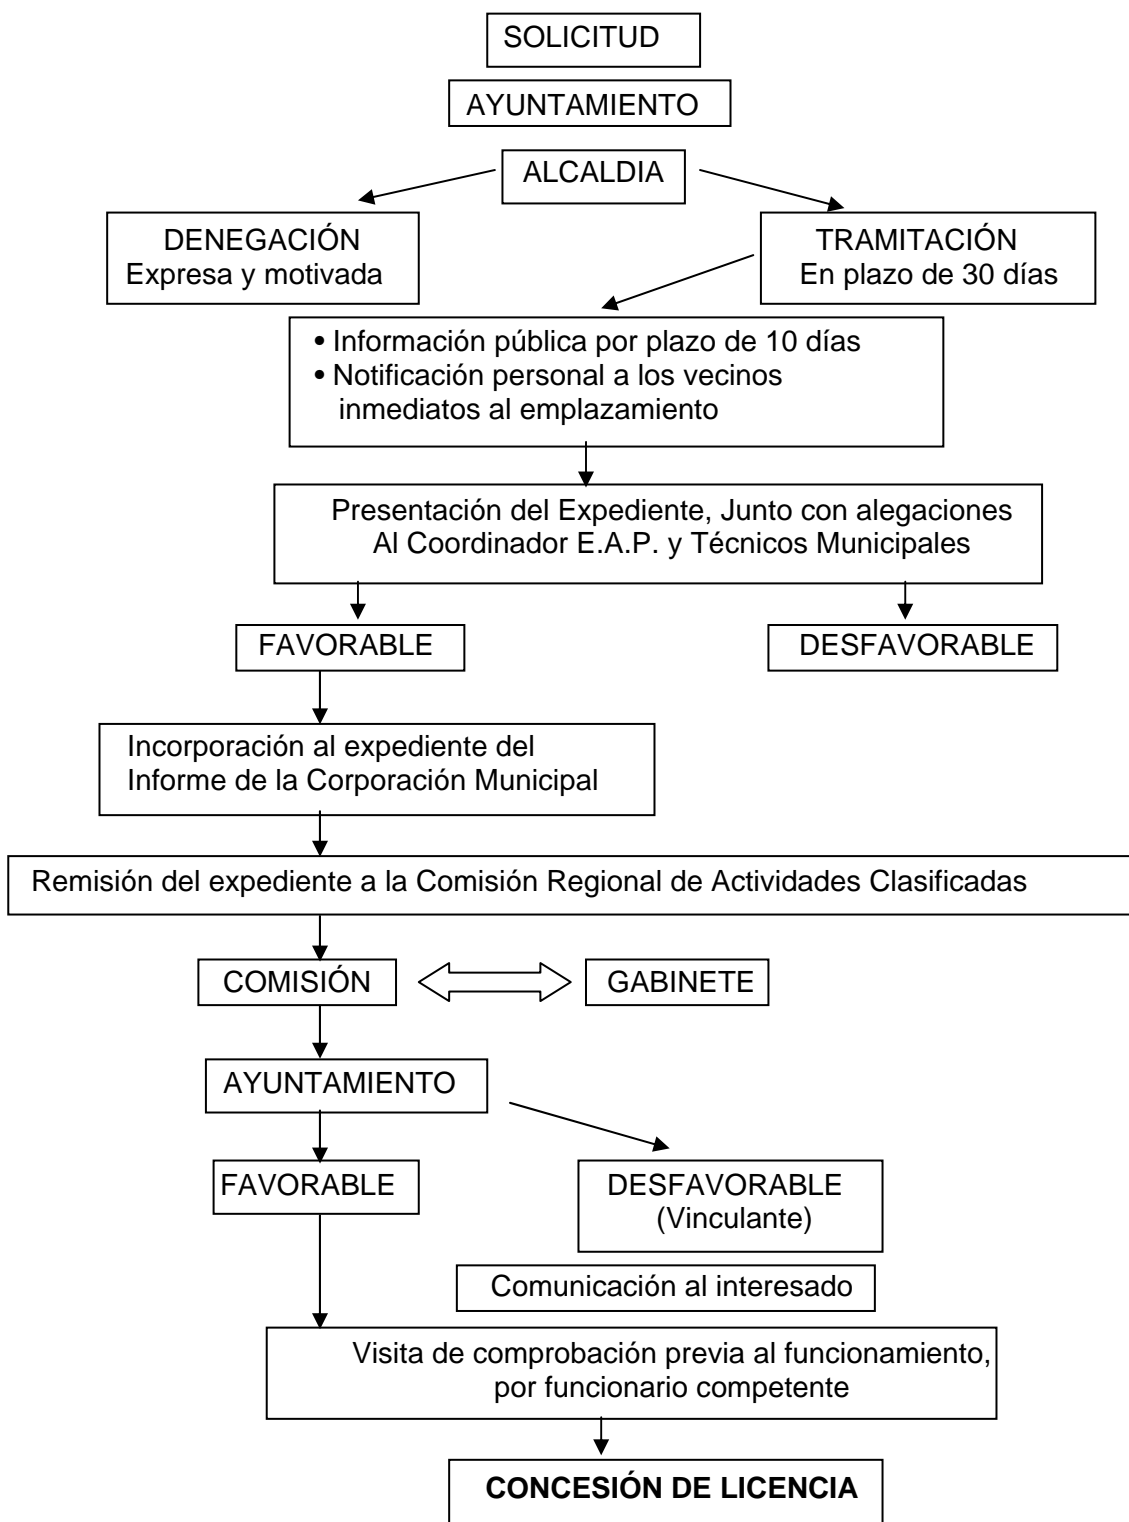 SOLICITUD
AYUNTAMIENTO
ALCALDIA
DENEGACIÓN
Expresa y motivada
TRAMITACIÓN
En plazo de 30 días
• Información pública por plazo de 10 días
• Notificación personal a los vecinos
inmediatos al emplazamiento
Presentación del Expediente, Junto con alegaciones
Al Coordinador E.A.P. y Técnicos Municipales
FAVORABLE
DESFAVORABLE
Incorporación al expediente del
Informe de la Corporación Municipal
Remisión del expediente a la Comisión Regional de Actividades Clasificadas
COMISIÓN
GABINETE
AYUNTAMIENTO
FAVORABLE
DESFAVORABLE
(Vinculante)
Comunicación al interesado
Visita de comprobación previa al funcionamiento,
por funcionario competente
CONCESIÓN DE LICENCIA